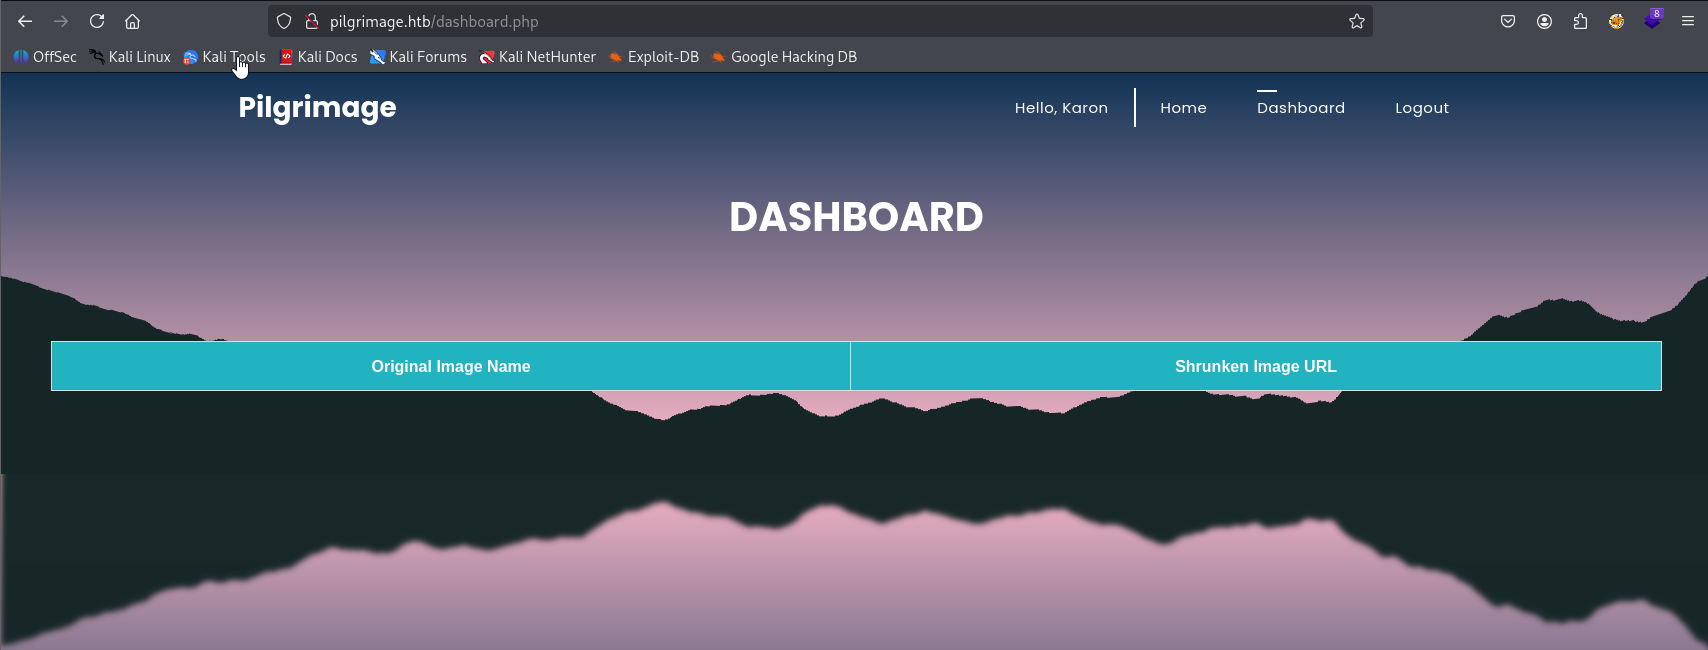 pilgrimage.htb/dashboard.php
8
OffSec Kali Linux Kali Tools Kali Docs Kali Forums Kali NetHunter Exploit-DB Google Hacking DB
Pilgrimage Hello, Karon Home Dashboard Logout
DASHBOARD
Original Image Name Shrunken Image URL